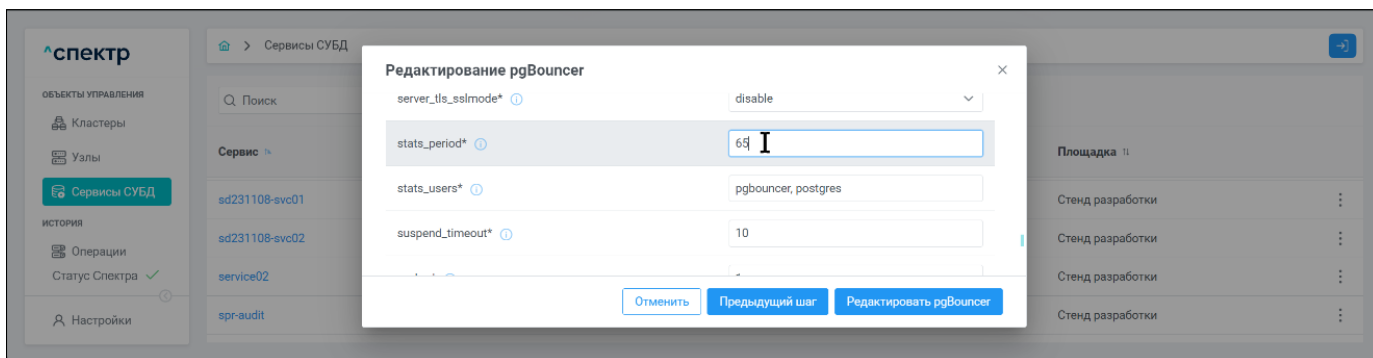 ^спектр
ОБЪЕКТЫ УПРАВЛЕНИЯ
Кластеры
Узлы
Сервисы СУБД
ИСТОРИЯ
Операции
Статус Спектра
Настройки
> Сервисы СУБД
Поиск
Сервис
sd231108-svc01
sd231108-svc02
service02
spr-audit
Редактирование pgBouncer
server_tls_sslmode* disable
stats_period* 65
stats_users* pgbouncer, postgres
suspend_timeout* 10
Отменить
Предыдущий шаг
Редактировать pgBouncer
Площадка
Стенд разработки
Стенд разработки
Стенд разработки
Стенд разработки